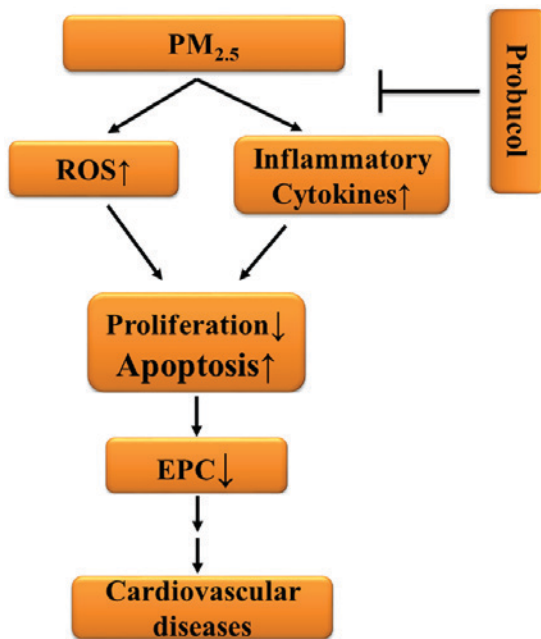 PM2.5
Probucol
ROS↑
Inflammatory
Cytokines↑
Proliferation↓
Apoptosis↑
EPC↓
Cardiovascular
diseases